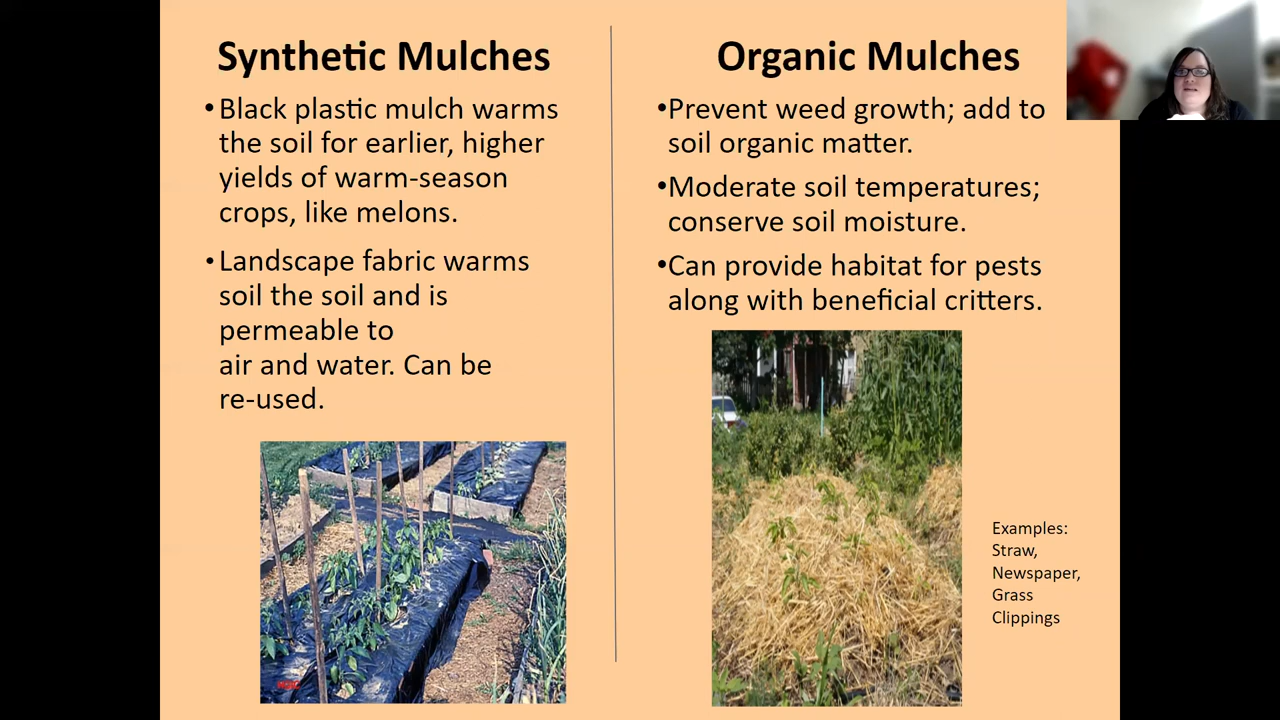 Synthetic Mulches
•Black plastic mulch warms
the soil for earlier, higher
yields of warm-season
crops, like melons.
•Landscape fabric warms
soil the soil and is
permeable to
air and water. Can be
re-used.
Organic Mulches
•Prevent weed growth; add to
soil organic matter.
•Moderate soil temperatures;
conserve soil moisture.
•Can provide habitat for pests
along with beneficial critters.
Examples:
Straw,
Newspaper,
Grass
Clippings